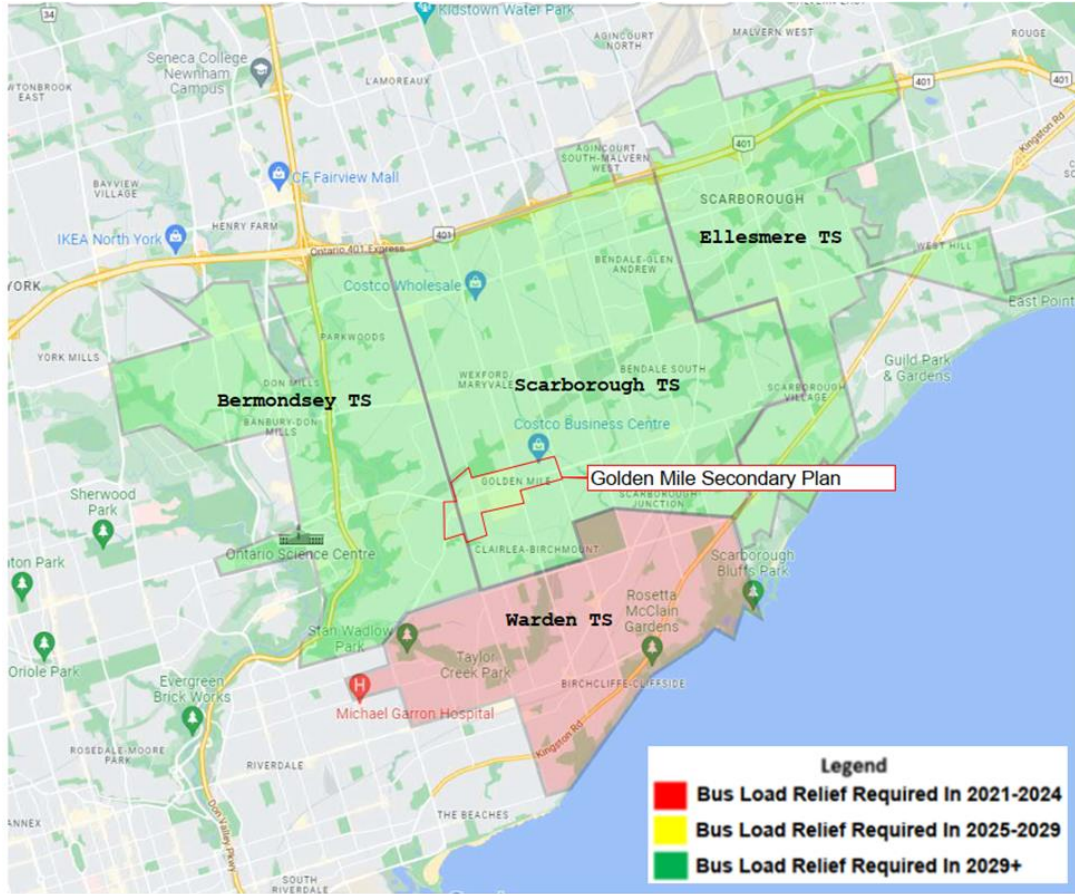 34
Kidstown Water Park
MALVERN WEST
ROUGE
AGINCOURT
NORTH
Seneca College
Newnham
Campus
L'AMOREAUX
EAST
401
Kingston Rd
AGINCOURT
SOUTH-MALVERN
WEST
401
BAYVIEW
VILLAGE
CF Fairview Mall
SCARBOROUGH
HENRY FARM
IKEA North York
401
Ontario 401 Express
Ellesmere TS
WEST HILL
BENDALE-GLEN
ANDREW
YORK
Costco Wholesale
East Point
PARKWOODS
YORK MILLS
Guild Park
& Gardens
WEXFORD/
MARYVALE
BENDALE SOUTH
DON MILLS
Scarborough TS
SCARBOROUGH
VILLAGE
Bermondsey TS
BANBURY-DON
MILLS
Costco Business Centre
GOLDEN MILE
Golden Mile Secondary Plan
Sherwood
Park
SCARBOROUGH
JUNCTION
Ontario Science Centre
CLAIRLEA-BIRCHMOUNT
Scarborough
Bluffs Park
Rosetta
McClain
Gardens
Warden TS
Stan Wadlow
Park
Taylor
Creek Park
Oriole Park
Evergreen
Brick Works
BIRCHCLIFFE-CLIFFSIDE
Michael Garron Hospital
Kingston Rd
ROSEDALE-MOORE
PARK
RIVERDALE
Don Valley Pkwy
THE BEACHES
ANNEX
SOUTH
RIVERDALE
Legend
Bus Load Relief Required In 2021-2024
Bus Load Relief Required In 2025-2029
Bus Load Relief Required In 2029+